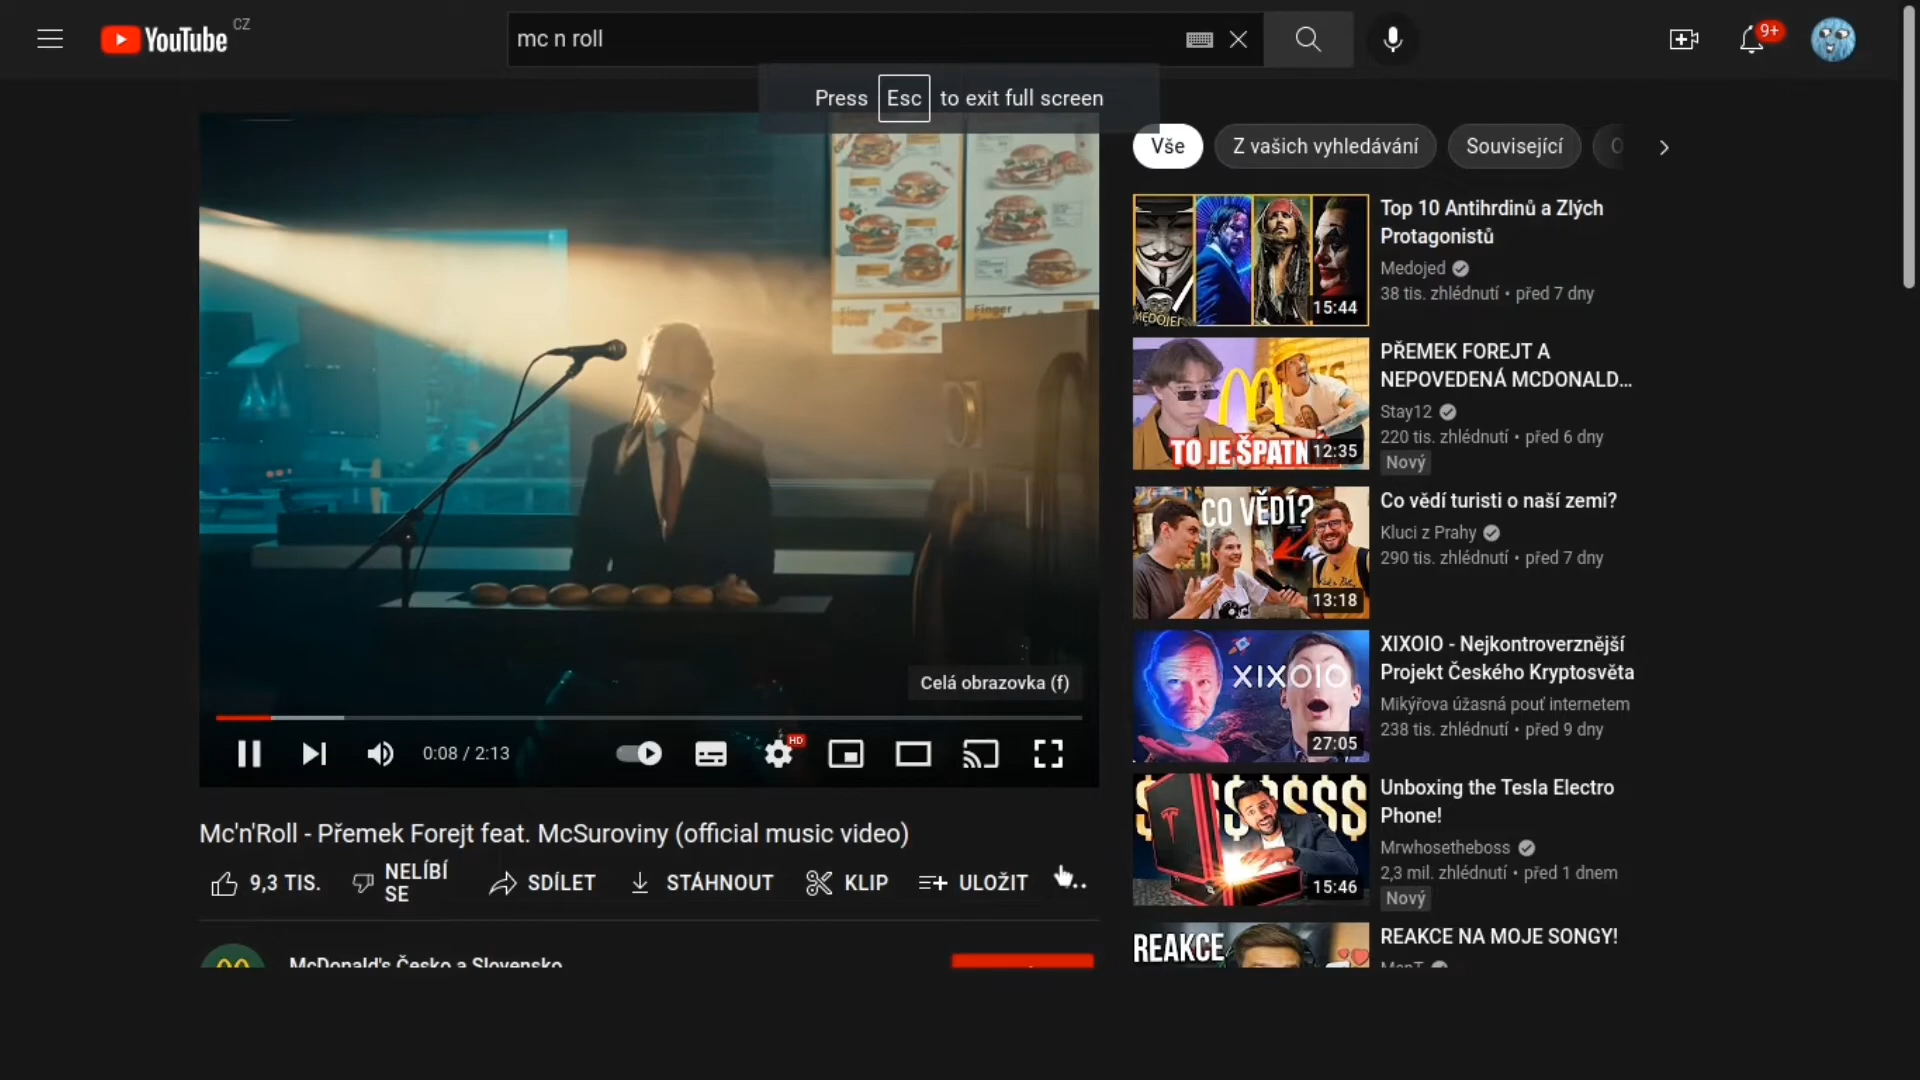 YouTube CZ
mc n roll
9+
Press Esc to exit full screen
Finger
Finger
Celá obrazovka (f)
0:08 / 2:13
HD
Mc'n'Roll - Přemek Forejt feat. McSuroviny (official music video)
9,3 TIS.
NELÍBÍ
SE
SDÍLET
STÁHNOUT
KLIP
ULOŽIT
McDonald's Česko a Slovensko
Vše
Z vašich vyhledávání
Související
MEDOJED
15:44
Top 10 Antihrdinů a Zlých
Protagonistů
Medojed
38 tis. zhlédnutí • před 7 dny
TO JE ŠPATN
12:35
PŘEMEK FOREJT A
NEPOVEDENÁ MCDONALD...
Stay12
220 tis. zhlédnutí • před 6 dny
Nový
CO VĚDÍ?
13:18
Co vědí turisti o naší zemi?
Kluci z Prahy
290 tis. zhlédnutí • před 7 dny
XIXOIO
27:05
XIXOIO - Nejkontroverznější
Projekt Českého Kryptosvěta
Mikýřova úžasná pouť internetem
238 tis. zhlédnutí • před 9 dny
$$$$$$
15:46
Unboxing the Tesla Electro
Phone!
Mrwhosetheboss
2,3 mil. zhlédnutí • před 1 dnem
Nový
REAKCE
REAKCE NA MOJE SONGY!
MenT